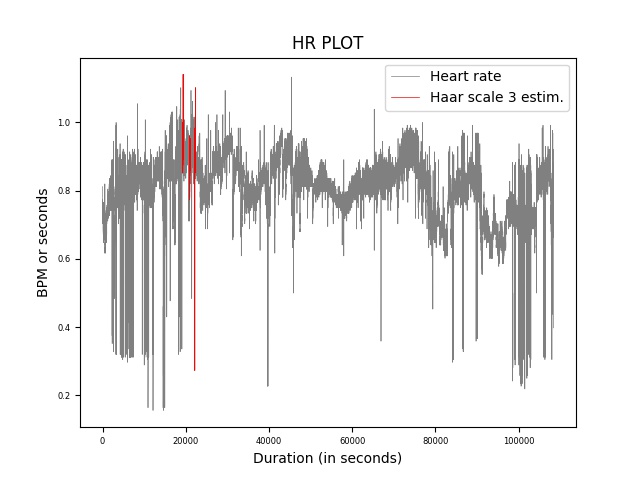 HR PLOT
Heart rate
Haar scale 3 estim.
BPM or seconds
1.0
0.8
0.6
0.4
0.2
0 20000 40000 60000 80000 100000
Duration (in seconds)